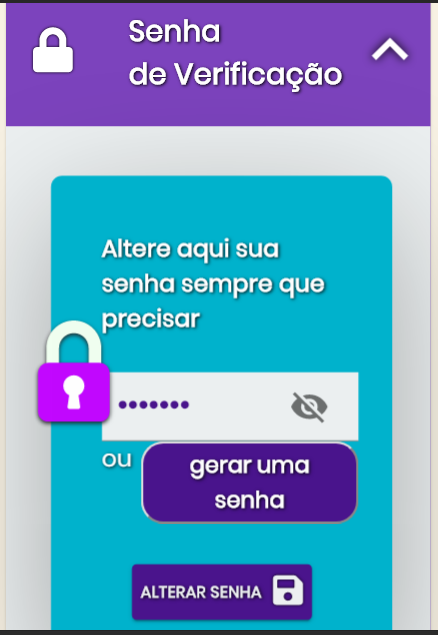 Senha
de Verificação
Altere aqui sua
senha sempre que
precisar
•••••••
ou
gerar uma
senha
ALTERAR SENHA